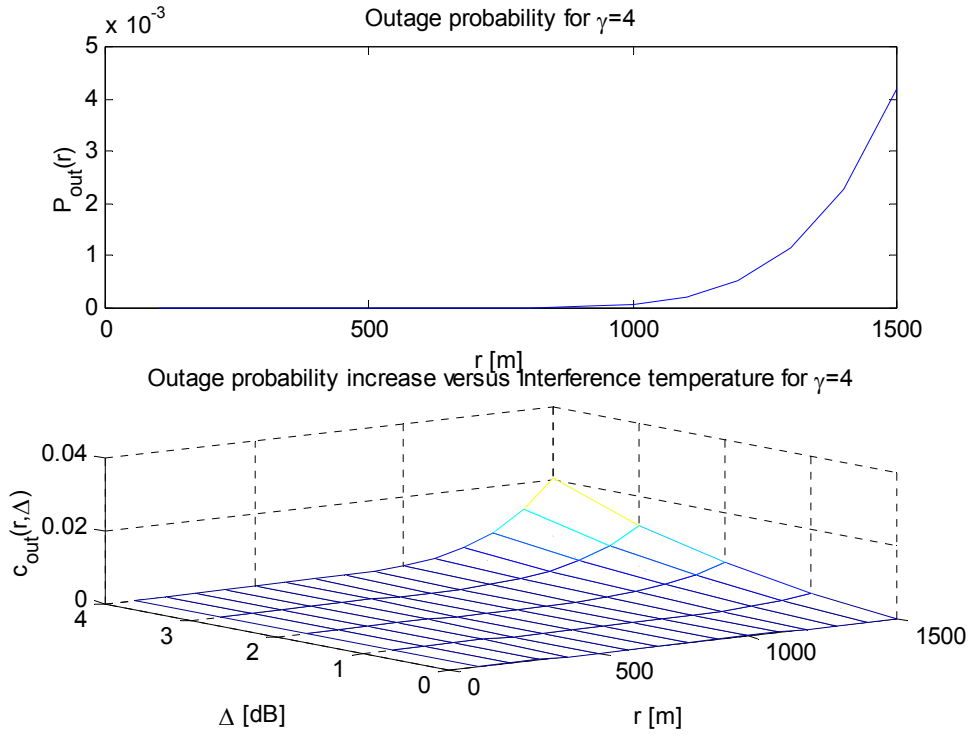 x 10^-3
Outage probability for γ=4
5
4
3
2
1
0
P_out(r)
0 500 1000 1500
r [m]
Outage probability increase versus Interference temperature for γ=4
0.04
0.02
0
c_out(r,Δ)
4 3 2 1 0
Δ [dB]
0 500 1000 1500
r [m]